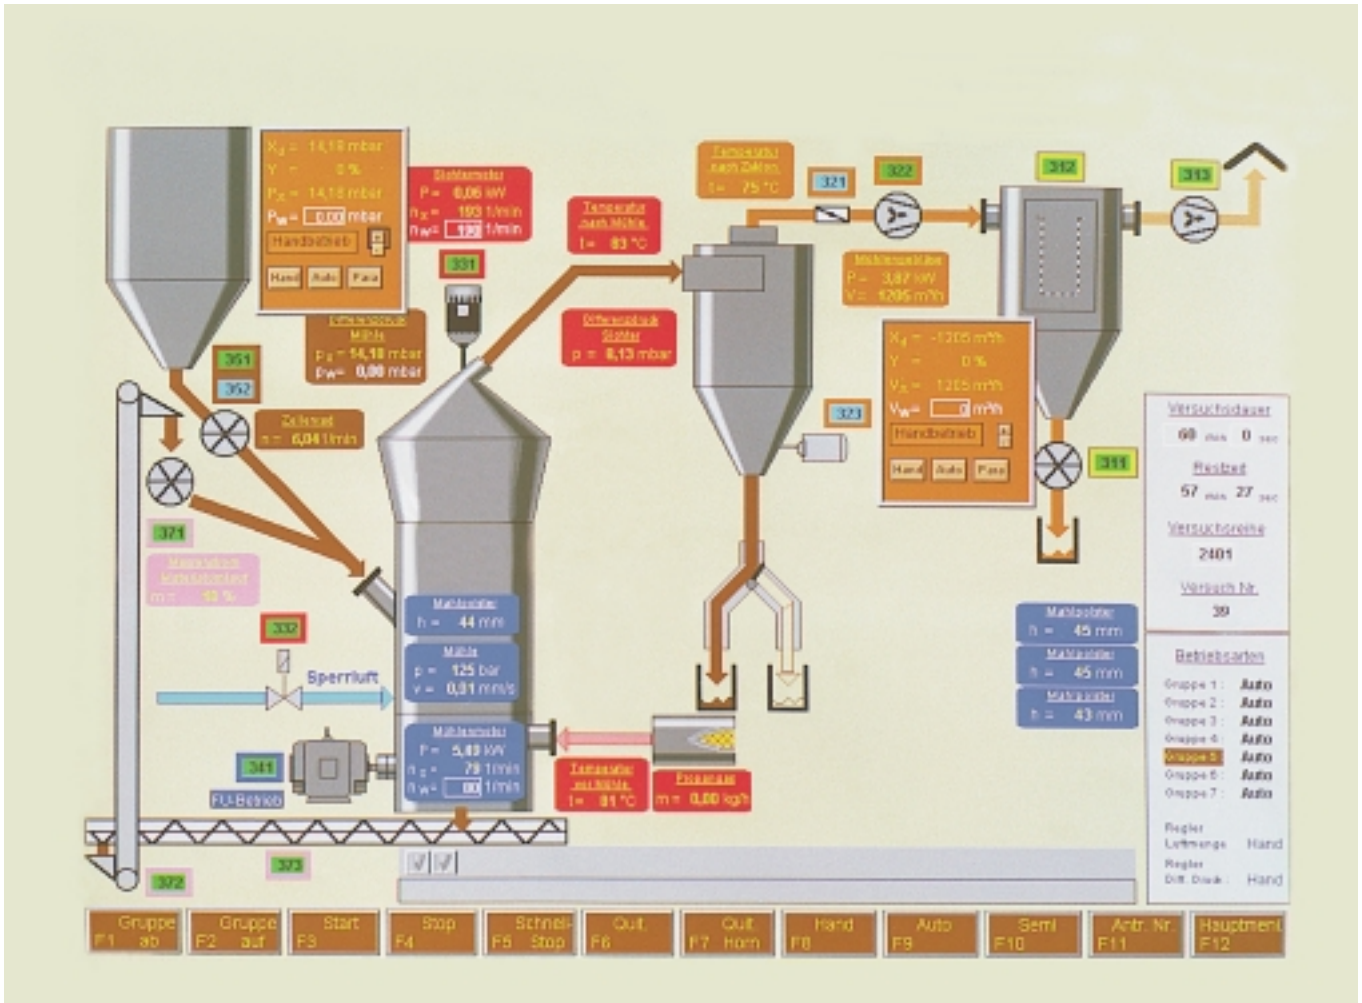 X_d = 14,18 mbar
Y = 0 %
P_X = 14,18 mbar
P_W = 0.00 mbar
Handbetrieb
Hand Auto Para
Sichtermotor
P = 0,06 kW
n_X = 193 1/min
n_W = 190 1/min
331
Differenzdruck
Mühle
p_X = 14,18 mbar
p_W = 0,00 mbar
351
352
Zellenrad
n = 6,04 1/min
Temperatur
nach Mühle
t = 83 °C
Differenzdruck
Sichter
p = 8,13 mbar
Temperatur
nach Zyklon
t = 75 °C
321
322
312
313
Mühlengebläse
P = 3,87 kW
V = 1205 m³/h
X_d = -1205 m³/h
Y = 0 %
V_X = 1205 m³/h
V_W = 0 m³/h
Handbetrieb
Hand Auto Para
323
311
371
Materialumlauf
m = 10 %
332
Sperrluft
341
FU-Betrieb
Mahlpolster
h = 44 mm
Mühle
p = 125 bar
v = 0,01 mm/s
Mühlenmotor
P = 5,49 kW
n_X = 79 1/min
n_W = 80 1/min
Temperatur
vor Mühle
t = 81 °C
Propangas
m = 0,00 kg/h
Mahlpolster
h = 45 mm
Mahlpolster
h = 45 mm
Mahlpolster
h = 43 mm
372
373
Versuchsdauer
60 min 0 sec
Restzeit
57 min 27 sec
Versuchsreihe
2401
Versuch Nr.
39
Betriebsarten
Gruppe 1 : Auto
Gruppe 2 : Auto
Gruppe 3 : Auto
Gruppe 4 : Auto
Gruppe 5 : Auto
Gruppe 6 : Auto
Gruppe 7 : Auto
Regler
Luftmenge Hand
Regler
Diff. Druck : Hand
F1 Gruppe ab
F2 Gruppe auf
F3 Start
F4 Stop
F5 Schnell-Stop
F6 Quit.
F7 Quit Horn
F8 Hand
F9 Auto
F10 Semi
F11 Antr. Nr.
F12 Hauptmenü